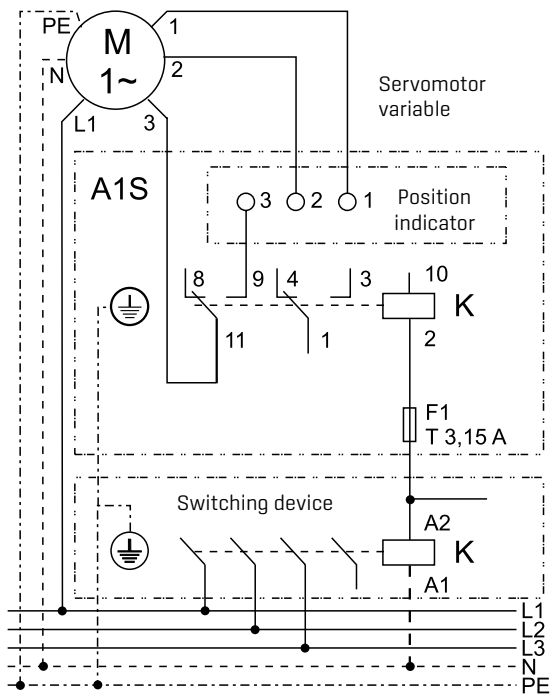 PE
1
M
1~
N
2
L1
3
Servomotor
variable
A1S
3
2
1
Position
indicator
8
9
4
3
10
K
11
1
2
F1
T 3,15 A
Switching device
A2
K
A1
L1
L2
L3
N
PE